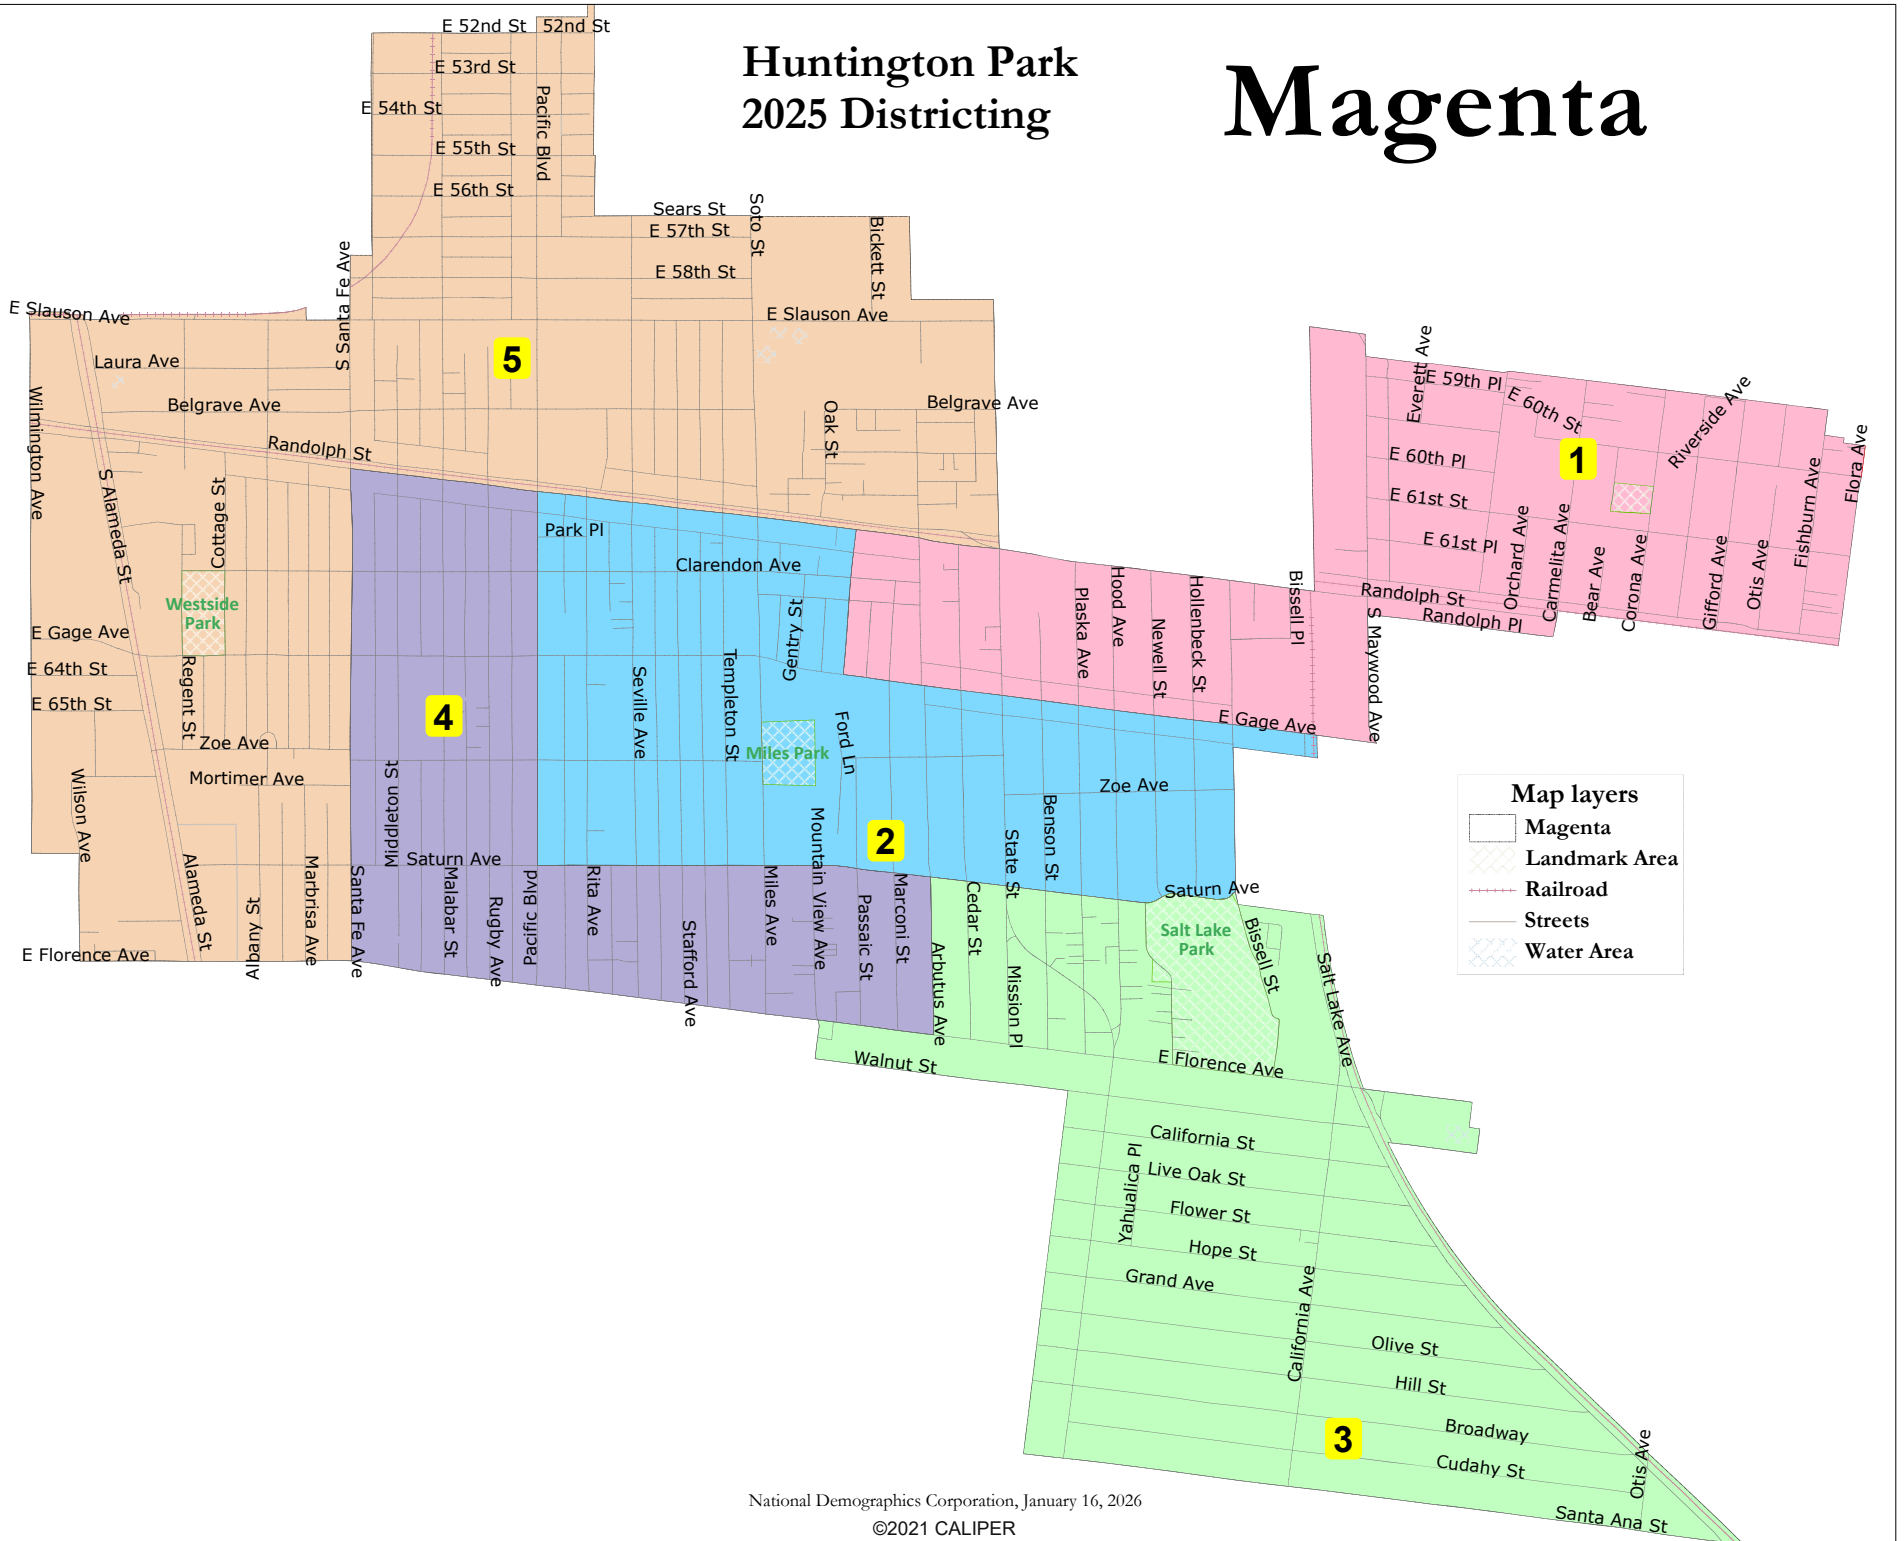 E 52nd St
52nd St
Huntington Park
2025 Districting
Magenta
E 53rd St
E 54th St
Pacific Blvd
E 55th St
E 56th St
Sears St
Soto St
E 57th St
Bickett St
E 58th St
S Santa Fe Ave
E Slauson Ave
E Slauson Ave
5
Laura Ave
Belgrave Ave
Belgrave Ave
Oak St
Wilmington Ave
Randolph St
S Alameda St
Cottage St
Everett Ave
E 59th Pl
E 60th St
Riverside Ave
1
E 60th Pl
Flora Ave
Fishburn Ave
E 61st St
E 61st Pl
Orchard Ave
Carmelita Ave
Bear Ave
Corona Ave
Gifford Ave
Otis Ave
Park Pl
Clarendon Ave
Westside
Park
Gentry St
Plaska Ave
Hood Ave
Newell St
Hollenbeck St
Bissell Pl
Randolph St
Randolph Pl
S Maywood Ave
E Gage Ave
E 64th St
E 65th St
Regent St
Seville Ave
Templeton St
4
Zoe Ave
Mortimer Ave
Miles Park
Ford Ln
E Gage Ave
Zoe Ave
Wilson Ave
Middleton St
Mountain View Ave
2
State St
Benson St
Map layers
Magenta
Landmark Area
Railroad
Streets
Water Area
Saturn Ave
Saturn Ave
Alameda St
Albany St
Marbrisa Ave
Santa Fe Ave
Malabar St
Rugby Ave
Pacific Blvd
Rita Ave
Stafford Ave
Miles Ave
Passaic St
Marconi St
Arbutus Ave
Cedar St
Mission Pl
Salt Lake
Park
Bissell St
Salt Lake Ave
E Florence Ave
E Florence Ave
Walnut St
California St
Yahualica Pl
Live Oak St
Flower St
Hope St
Grand Ave
California Ave
Olive St
Hill St
Broadway
3
Cudahy St
Otis Ave
Santa Ana St
National Demographics Corporation, January 16, 2026
©2021 CALIPER